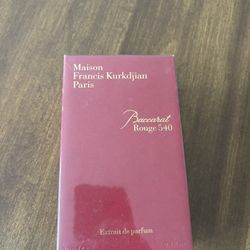 Maison
Francis Kurkdjian
Paris
Baccarat
Rouge 540
Extrait de parfum